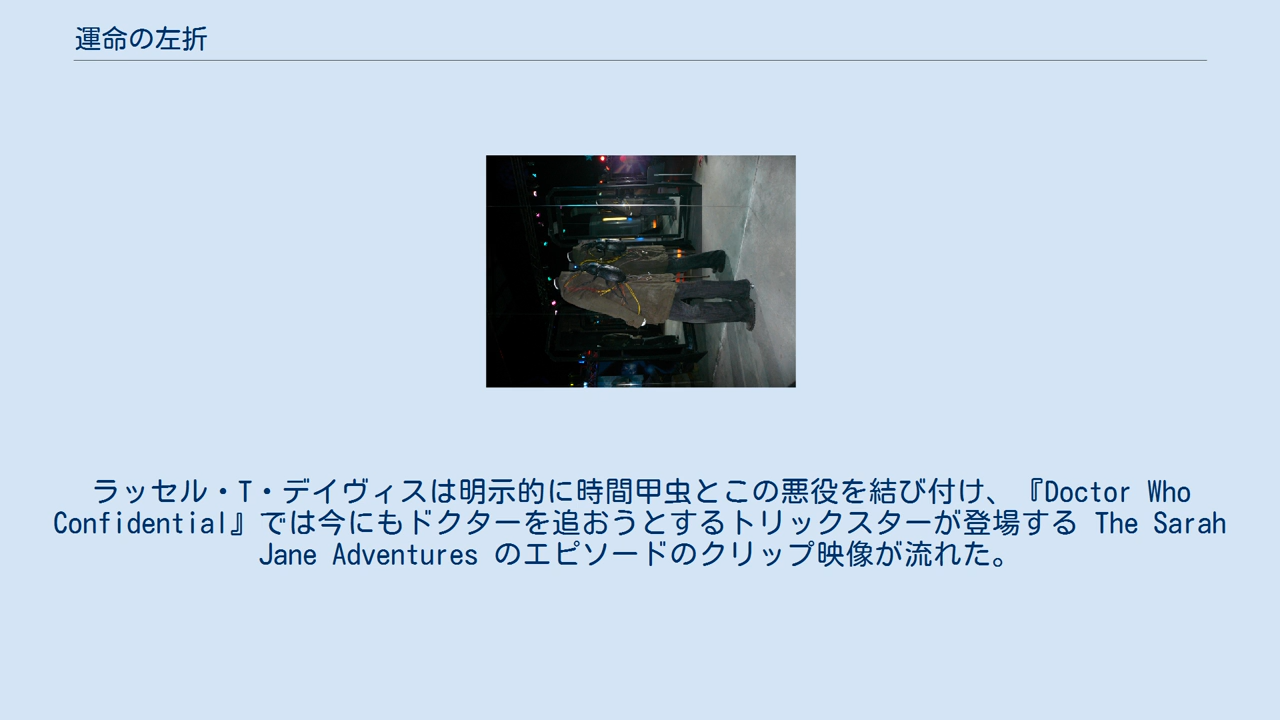 運命の左折
ラッセル・T・デイヴィスは明示的に時間甲虫とこの悪役を結び付け、『Doctor Who
Confidential』では今にもドクターを追おうとするトリックスターが登場する The Sarah
Jane Adventures のエピソードのクリップ映像が流れた。